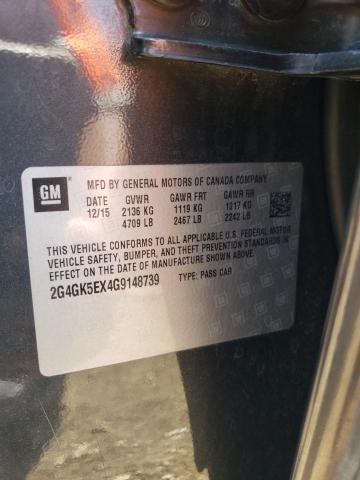 GM
MFD BY GENERAL MOTORS OF CANADA COMPANY
DATE GVWR GAWR FRT GAWR RR
12/15 2136 KG 1119 KG 1017 KG
4709 LB 2467 LB 2242 LB
THIS VEHICLE CONFORMS TO ALL APPLICABLE U.S. FEDERAL MOTOR
VEHICLE SAFETY, BUMPER, AND THEFT PREVENTION STANDARDS IN
EFFECT ON THE DATE OF MANUFACTURE SHOWN ABOVE.
2G4GK5EX4G9148739 TYPE: PASS CAR